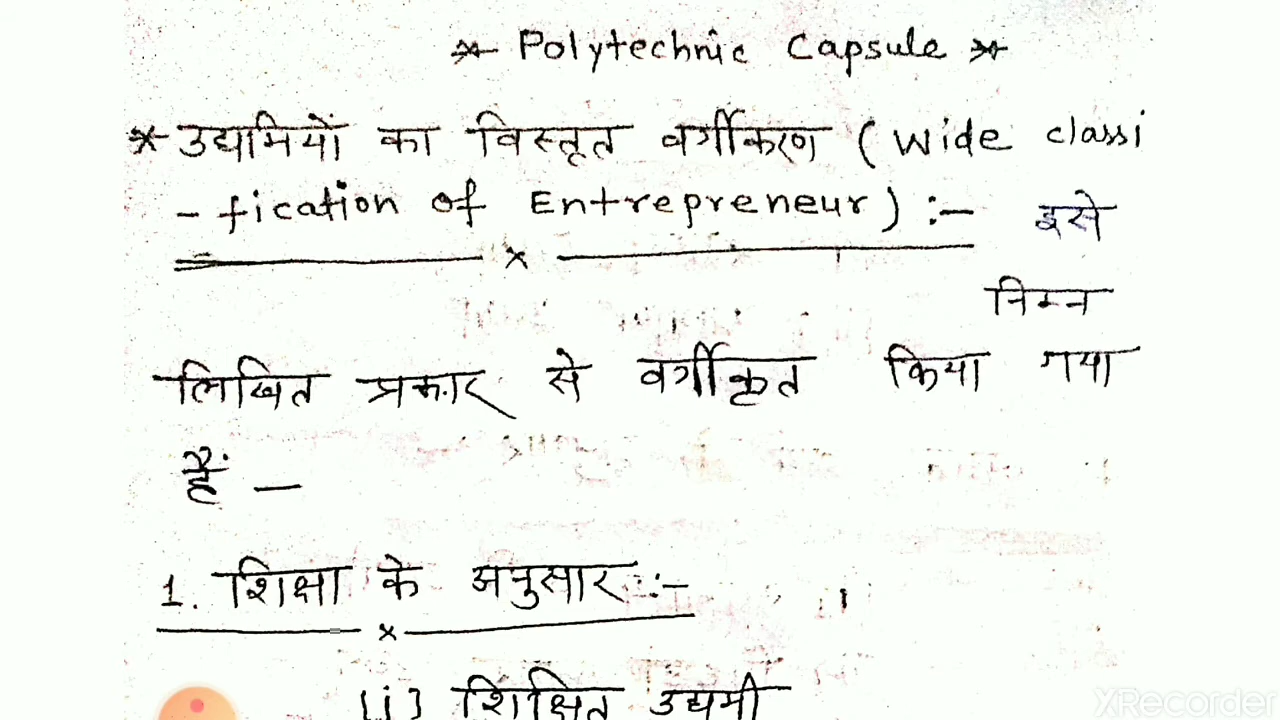 * Polytechnic Capsule *
* उद्यमियों का विस्तृत वर्गीकरण (Wide classi
- fication of Entrepreneur) :- इसे
निम्न
लिखित प्रकार से वर्गीकृत किया गया
हैं -
1. शिक्षा के अनुसार :-
(i) शिक्षित उद्यमी
XRecorder